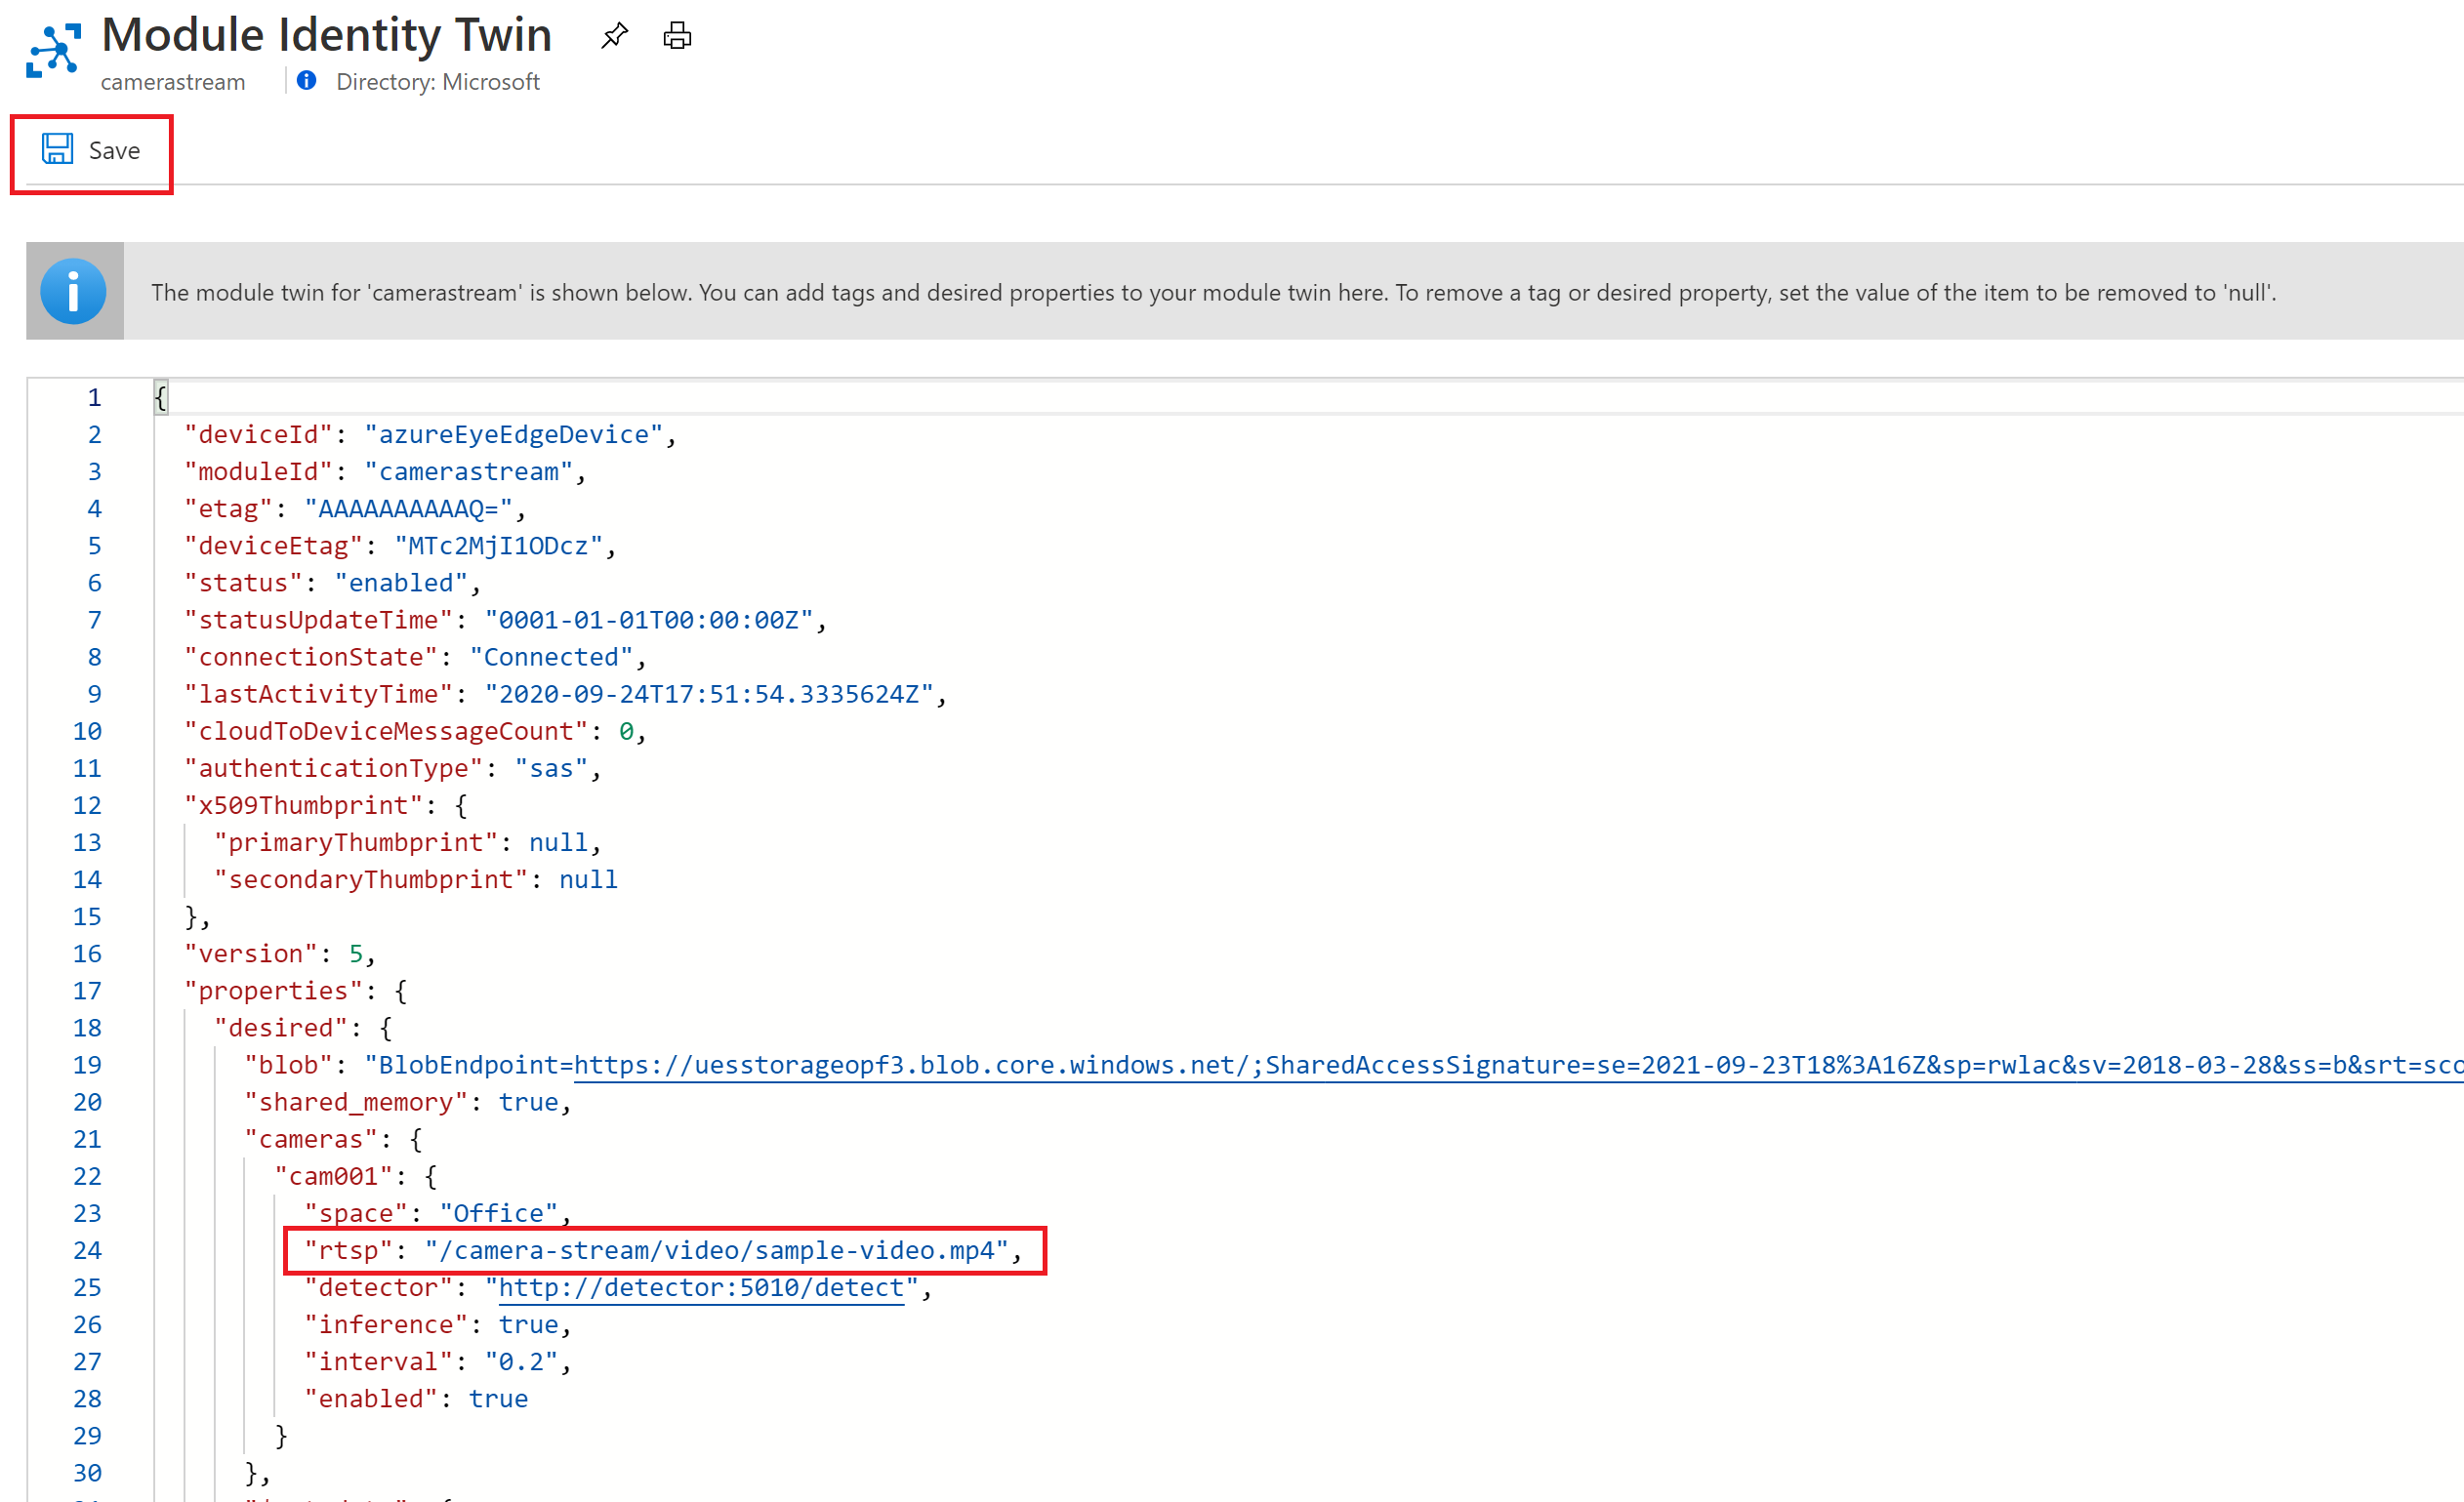 Module Identity Twin
camerastream
Directory: Microsoft
Save
The module twin for 'camerastream' is shown below. You can add tags and desired properties to your module twin here. To remove a tag or desired property, set the value of the item to be removed to 'null'.
1 {
2 "deviceId": "azureEyeEdgeDevice",
3 "moduleId": "camerastream",
4 "etag": "AAAAAAAAAAQ=",
5 "deviceEtag": "MTc2MjI1ODcz",
6 "status": "enabled",
7 "statusUpdateTime": "0001-01-01T00:00:00Z",
8 "connectionState": "Connected",
9 "lastActivityTime": "2020-09-24T17:51:54.3335624Z",
10 "cloudToDeviceMessageCount": 0,
11 "authenticationType": "sas",
12 "x509Thumbprint": {
13 "primaryThumbprint": null,
14 "secondaryThumbprint": null
15 },
16 "version": 5,
17 "properties": {
18 "desired": {
19 "blob": "BlobEndpoint=https://uesstorageopf3.blob.core.windows.net/;SharedAccessSignature=se=2021-09-23T18%3A16Z&sp=rwlac&sv=2018-03-28&ss=b&srt=sco
20 "shared_memory": true,
21 "cameras": {
22 "cam001": {
23 "space": "Office",
24 "rtsp": "/camera-stream/video/sample-video.mp4",
25 "detector": "http://detector:5010/detect",
26 "inference": true,
27 "interval": "0.2",
28 "enabled": true
29 }
30 },